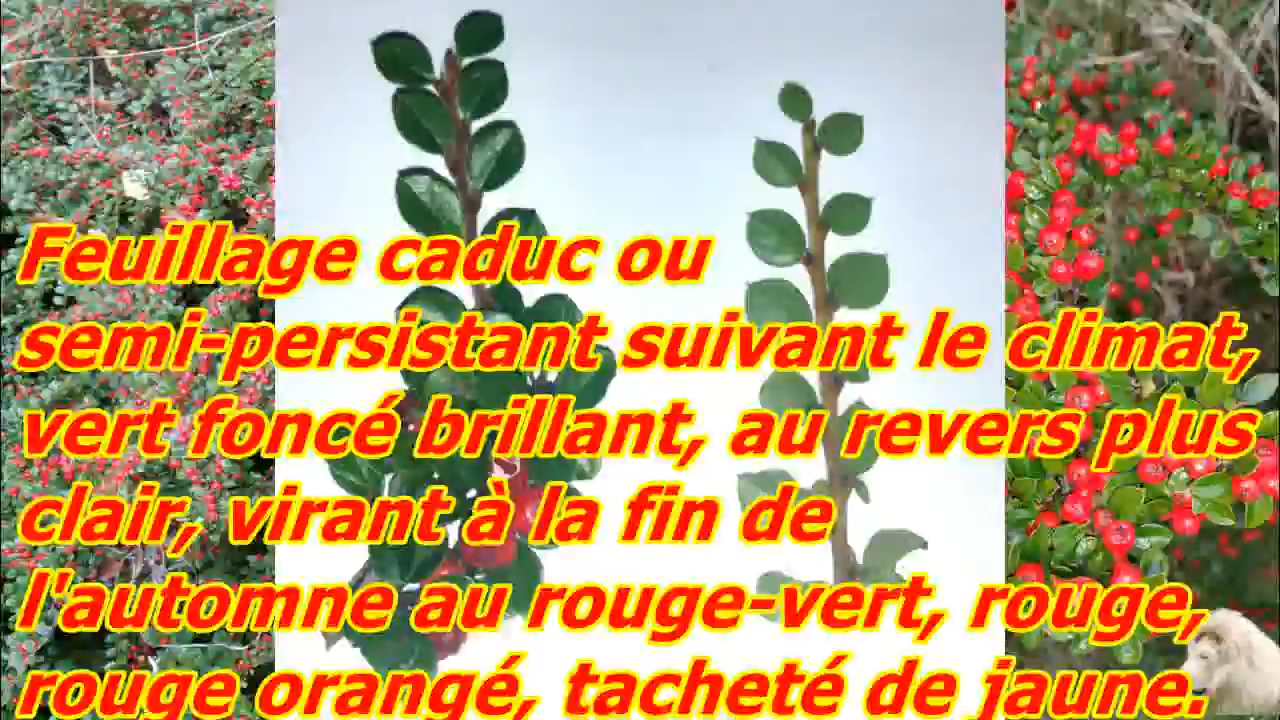 Feuillage caduc ou
semi-persistant suivant le climat,
vert foncé brillant, au revers plus
clair, virant à la fin de
l'automne au rouge-vert, rouge,
rouge orangé, tacheté de jaune.